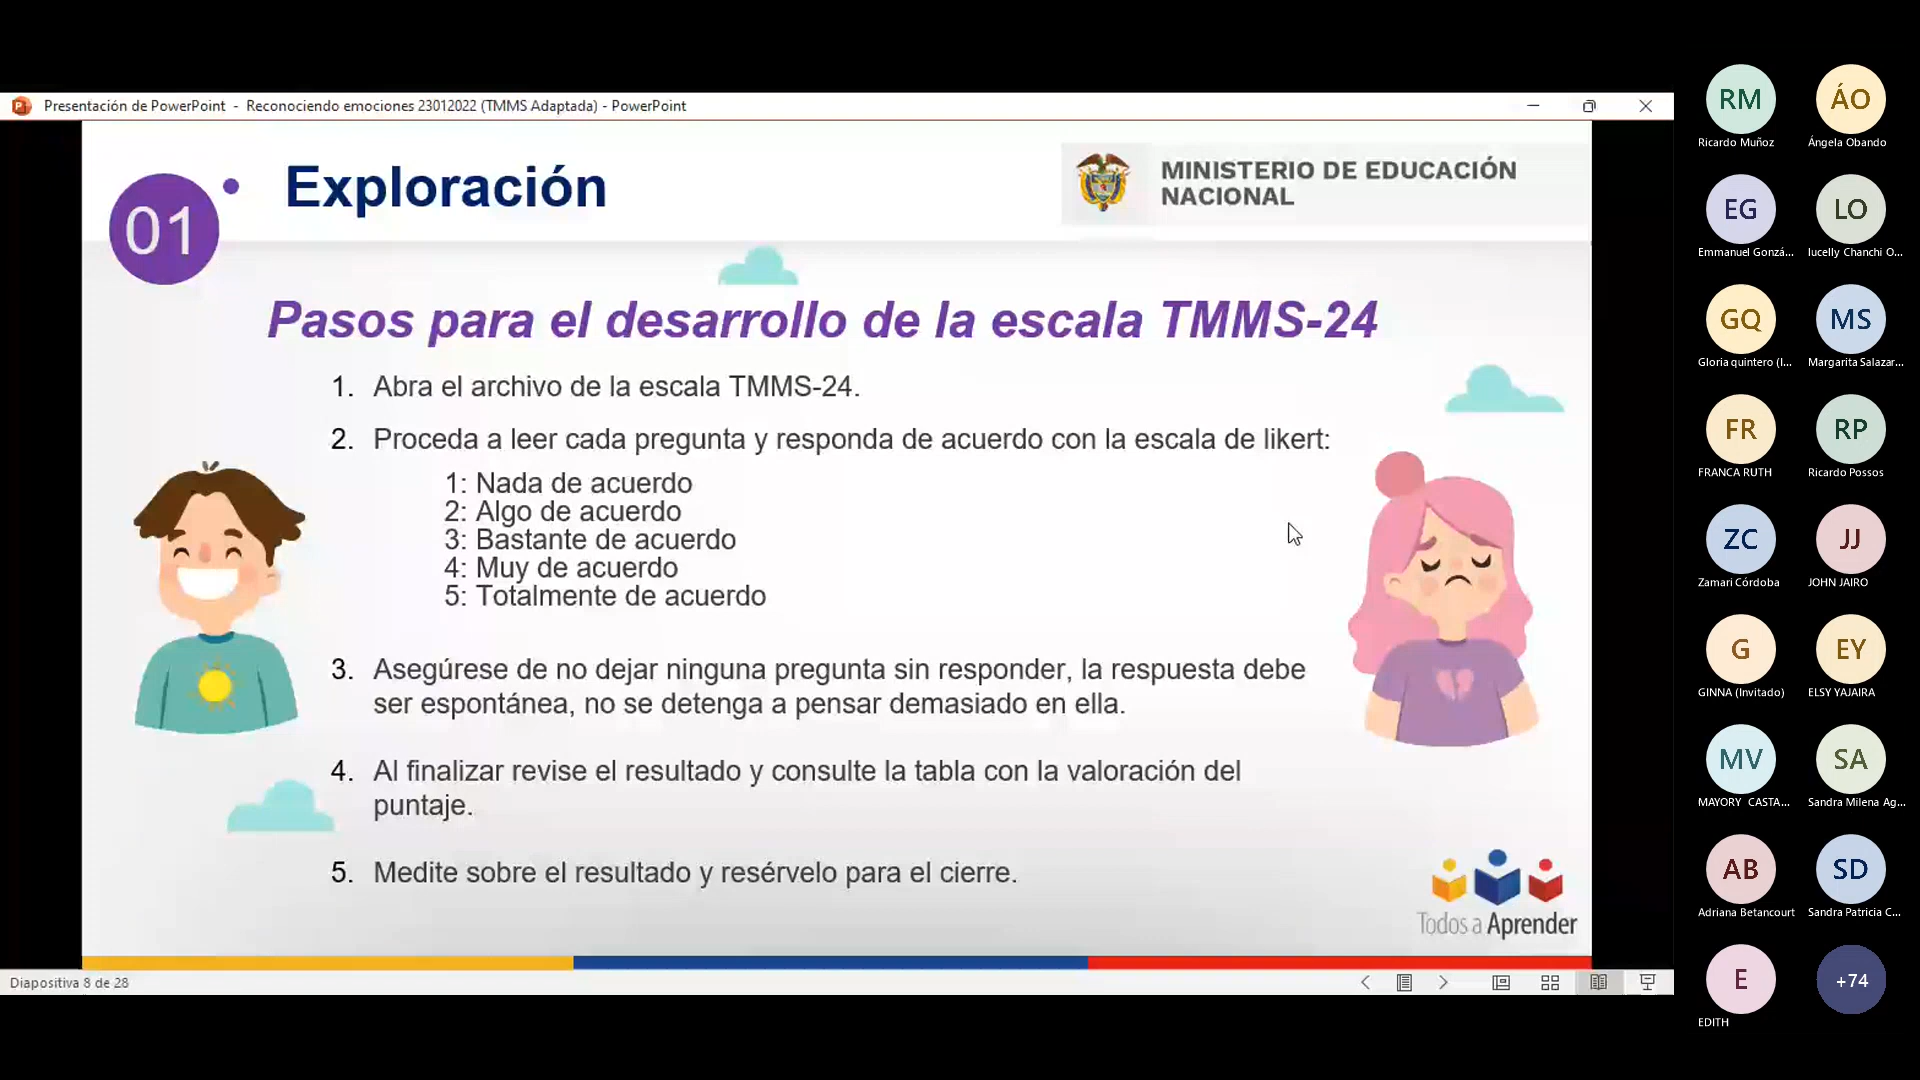 Presentación de PowerPoint - Reconociendo emociones 23012022 (TMMS Adaptada) - PowerPoint
01
Exploración
MINISTERIO DE EDUCACIÓN
NACIONAL
Pasos para el desarrollo de la escala TMMS-24
1. Abra el archivo de la escala TMMS-24.
2. Proceda a leer cada pregunta y responda de acuerdo con la escala de likert:
1: Nada de acuerdo
2: Algo de acuerdo
3: Bastante de acuerdo
4: Muy de acuerdo
5: Totalmente de acuerdo
3. Asegúrese de no dejar ninguna pregunta sin responder, la respuesta debe
ser espontánea, no se detenga a pensar demasiado en ella.
4. Al finalizar revise el resultado y consulte la tabla con la valoración del
puntaje.
5. Medite sobre el resultado y resérvelo para el cierre.
Todos a Aprender
Diapositiva 8 de 28
RM
ÁO
Ricardo Muñoz
Ángela Obando
EG
LO
Emmanuel Gonzá...
lucelly Chanchi O...
GQ
MS
Gloria quintero (I...
Margarita Salazar...
FR
RP
FRANCA RUTH
Ricardo Possos
ZC
JJ
Zamari Córdoba
JOHN JAIRO
G
EY
GINNA (Invitado)
ELSY YAJAIRA
MV
SA
MAYORY CASTA...
Sandra Milena Ag...
AB
SD
Adriana Betancourt
Sandra Patricia C...
E
+74
EDITH